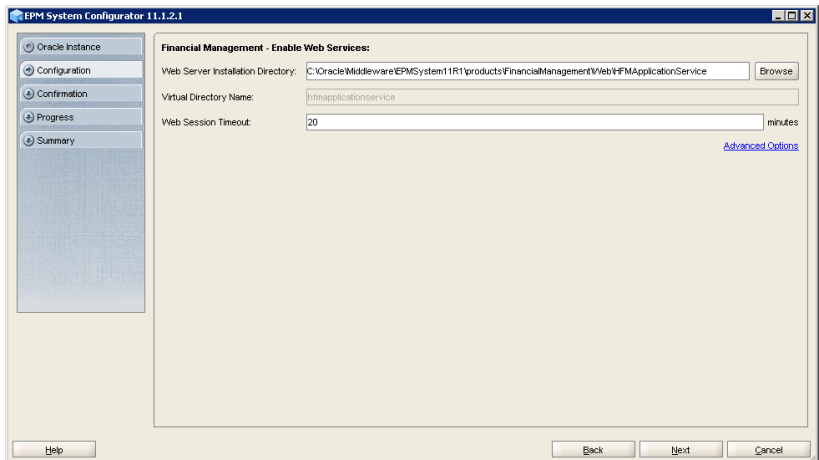 EPM System Configurator 11.1.2.1
Oracle Instance
Configuration
Confirmation
Progress
Summary
Financial Management - Enable Web Services:
Web Server Installation Directory: C:\Oracle\Middleware\EPMSystem11R1\products\FinancialManagement\Web\HFMApplicationService Browse
Virtual Directory Name: hfmapplicationservice
Web Session Timeout: 20 minutes
Advanced Options
Help Back Next Cancel